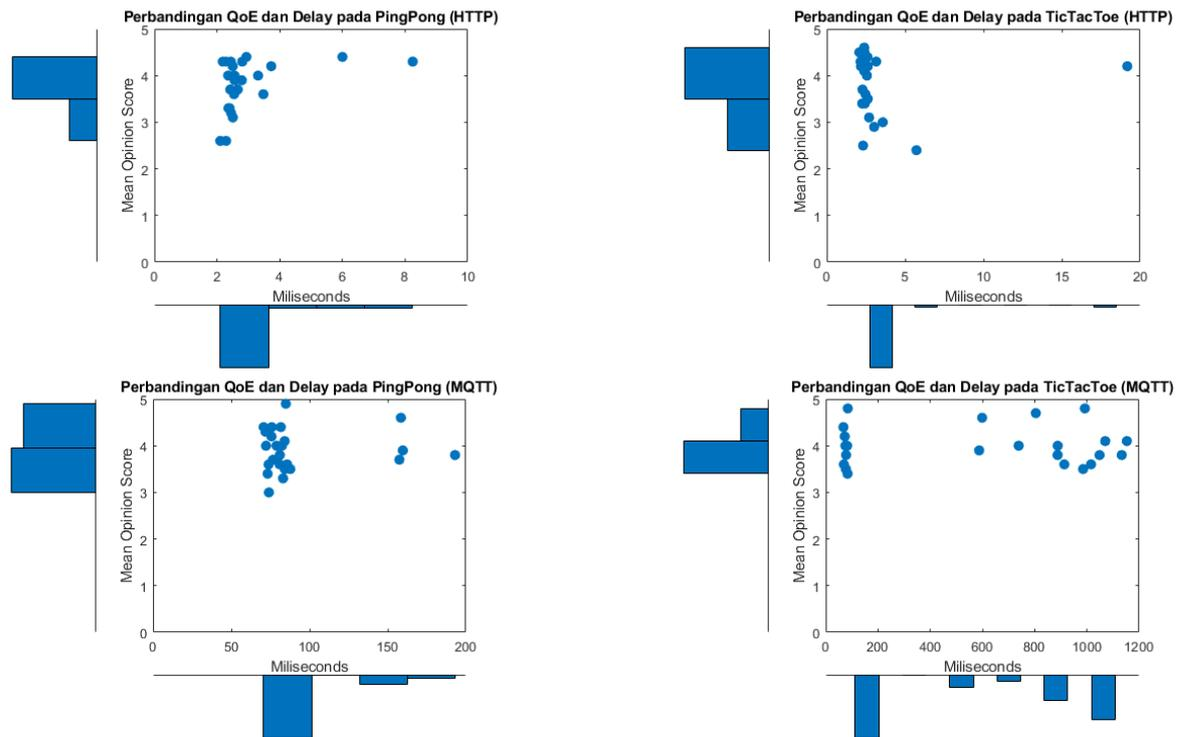 Perbandingan QoE dan Delay pada PingPong (HTTP)
5
4
3
2
1
0
Mean Opinion Score
0 2 4 6 8 10
Miliseconds
Perbandingan QoE dan Delay pada TicTacToe (HTTP)
5
4
3
2
1
0
Mean Opinion Score
0 5 10 15 20
Miliseconds
Perbandingan QoE dan Delay pada PingPong (MQTT)
5
4
3
2
1
0
Mean Opinion Score
0 50 100 150 200
Miliseconds
Perbandingan QoE dan Delay pada TicTacToe (MQTT)
5
4
3
2
1
0
Mean Opinion Score
0 200 400 600 800 1000 1200
Miliseconds